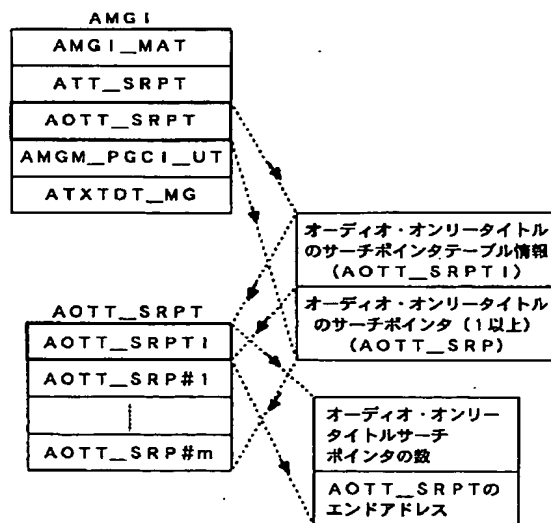 AMGI
AMGI_MAT
ATT_SRPT
AOTT_SRPT
AMGM_PGCI_UT
ATXTDT_MG
オーディオ・オンリータイトル
のサーチポインタテーブル情報
(AOTT_SRPTI)
オーディオ・オンリータイトル
のサーチポインタ(1以上)
(AOTT_SRP)
AOTT_SRPT
AOTT_SRPTI
AOTT_SRP#1
AOTT_SRP#m
オーディオ・オンリー
タイトルサーチ
ポインタの数
AOTT_SRPTの
エンドアドレス